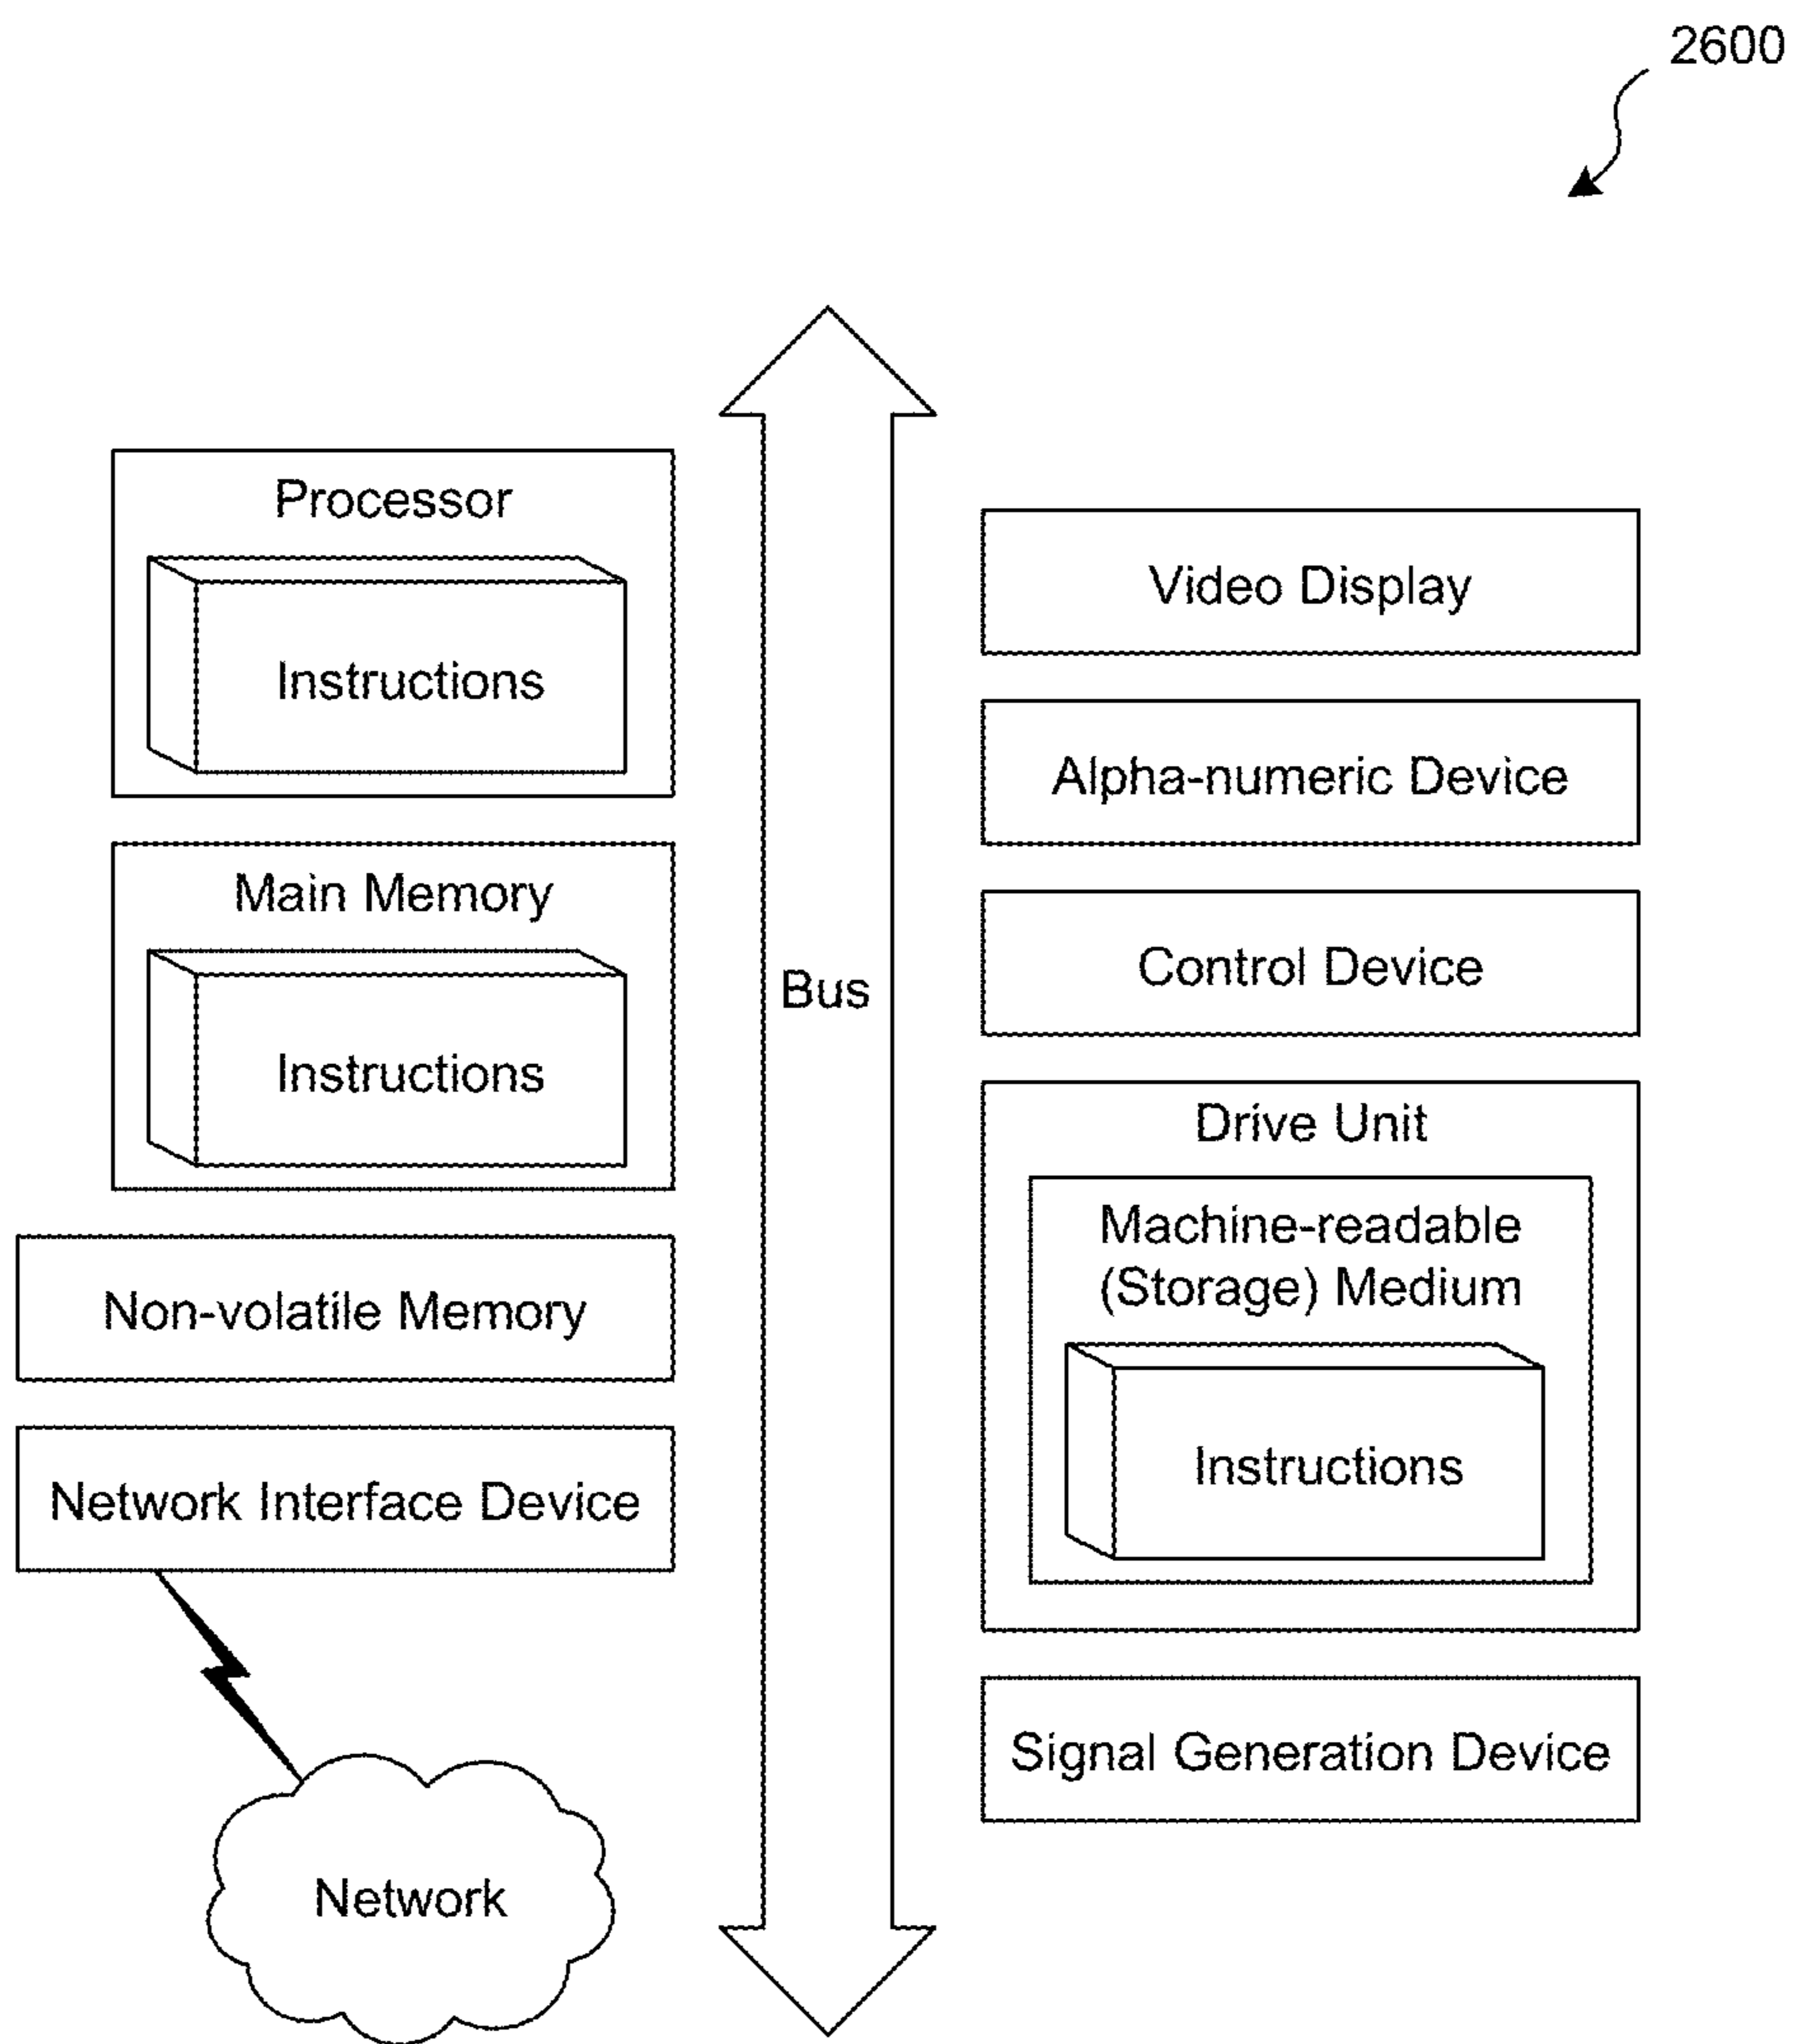 2600
Processor
Instructions
Main Memory
Instructions
Non-volatile Memory
Network Interface Device
Network
Bus
Video Display
Alpha-numeric Device
Control Device
Drive Unit
Machine-readable
(Storage) Medium
Instructions
Signal Generation Device